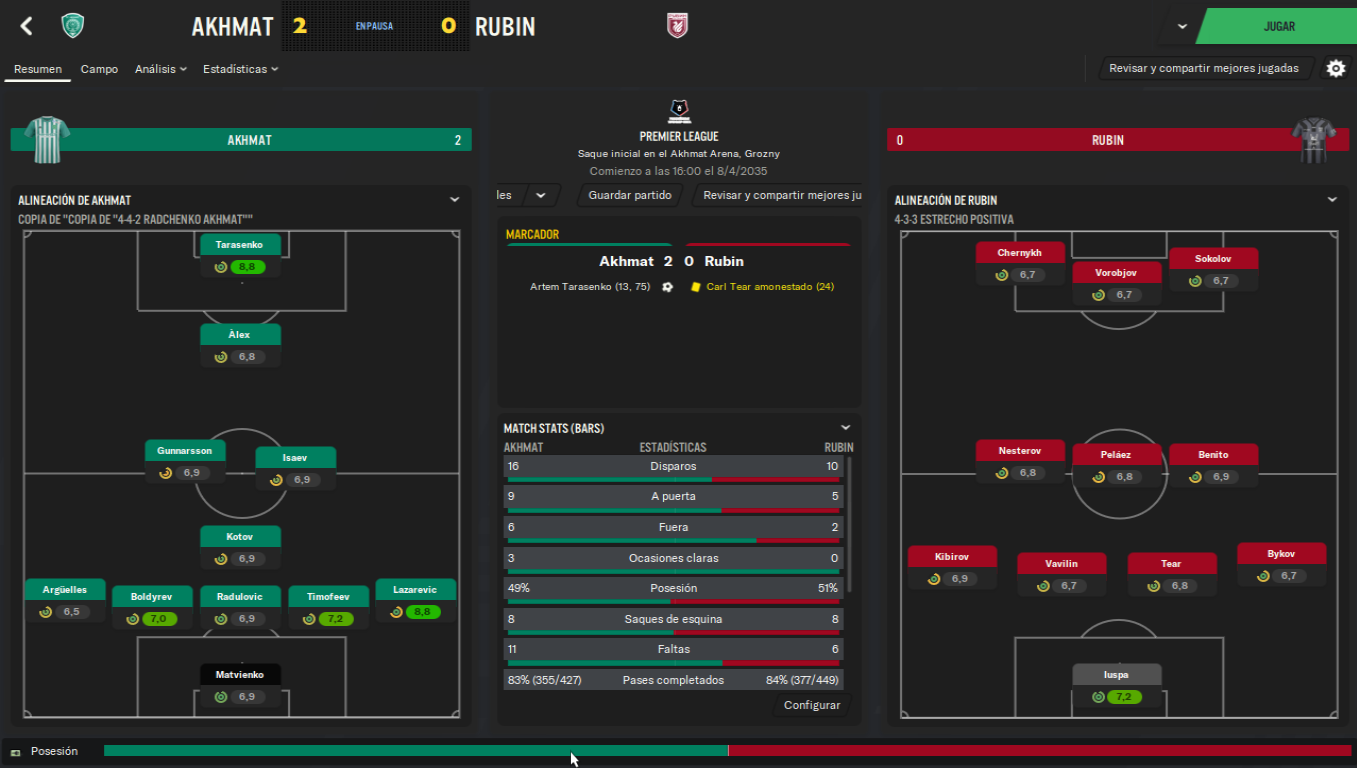 AKHMAT 2 EN PAUSA 0 RUBIN
JUGAR
Resumen Campo Análisis Estadísticas
Revisar y compartir mejores jugadas
AKHMAT 2
ALINEACIÓN DE AKHMAT
COPIA DE "COPIA DE "4-4-2 RADCHENKO AKHMAT""
Tarasenko
8,8
Àlex
6,8
Gunnarsson
6,9
Isaev
6,9
Kotov
6,9
Argüelles
6,5
Boldyrev
7,0
Radulovic
6,9
Timofeev
7,2
Lazarevic
8,8
Matvienko
6,9
PREMIER LEAGUE
Saque inicial en el Akhmat Arena, Grozny
Comienzo a las 16:00 el 8/4/2035
les Guardar partido Revisar y compartir mejores ju
MARCADOR
Akhmat 2 0 Rubin
Artem Tarasenko (13, 75) Carl Tear amonestado (24)
MATCH STATS (BARS)
AKHMAT ESTADÍSTICAS RUBIN
16 Disparos 10
9 A puerta 5
6 Fuera 2
3 Ocasiones claras 0
49% Posesión 51%
8 Saques de esquina 8
11 Faltas 6
83% (355/427) Pases completados 84% (377/449)
Configurar
0 RUBIN
ALINEACIÓN DE RUBIN
4-3-3 ESTRECHO POSITIVA
Chernykh
6,7
Vorobjov
6,7
Sokolov
6,7
Nesterov
6,8
Peláez
6,8
Benito
6,9
Kibirov
6,9
Vavilin
6,7
Tear
6,8
Bykov
6,7
Iuspa
7,2
Posesión